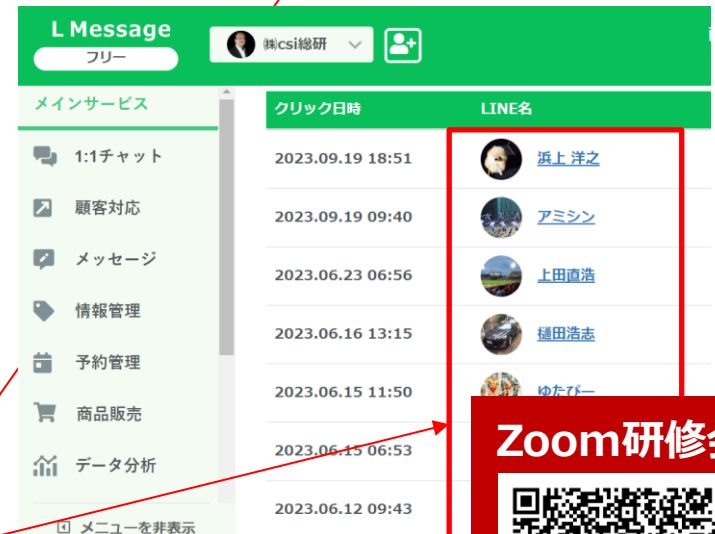 L Message
フリー
㈱csi総研
メインサービス
1:1チャット
顧客対応
メッセージ
情報管理
予約管理
商品販売
データ分析
メニューを非表示
クリック日時 LINE名
2023.09.19 18:51 浜上 洋之
2023.09.19 09:40 アミシン
2023.06.23 06:56 上田直浩
2023.06.16 13:15 樋田浩志
2023.06.15 11:50 ゆたぴー
2023.06.15 06:53
2023.06.12 09:43
Zoom研修